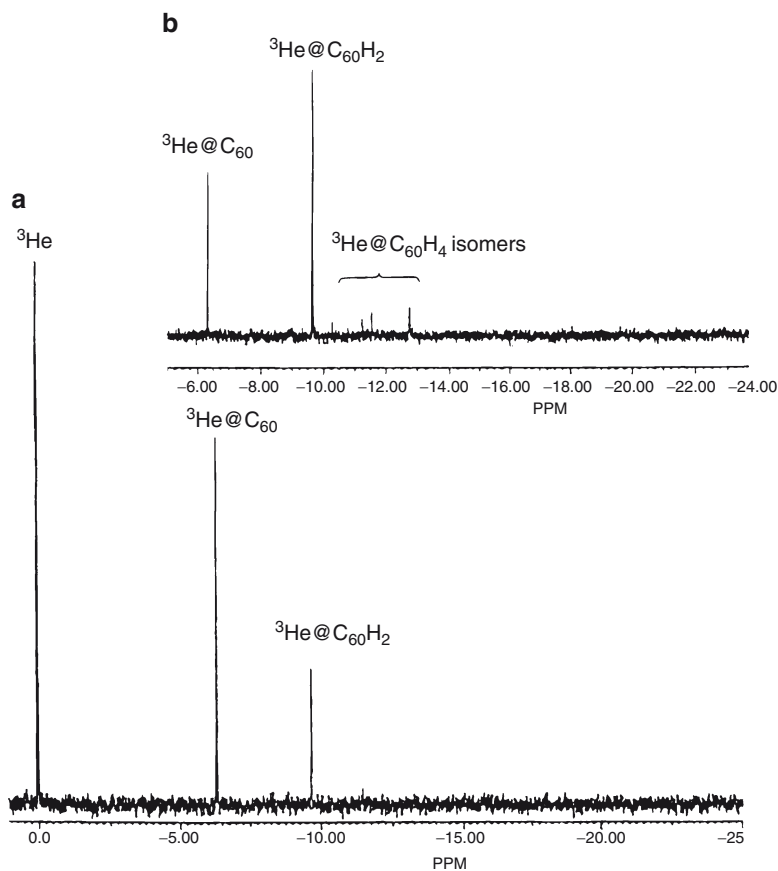 b
³He@C₆₀H₂
³He@C₆₀
a
³He
³He@C₆₀H₄ isomers
−6.00 −8.00 −10.00 −12.00 −14.00 −16.00 −18.00 −20.00 −22.00 −24.00
PPM
³He@C₆₀
³He@C₆₀H₂
0.0 −5.00 −10.00 −15.00 −20.00 −25
PPM